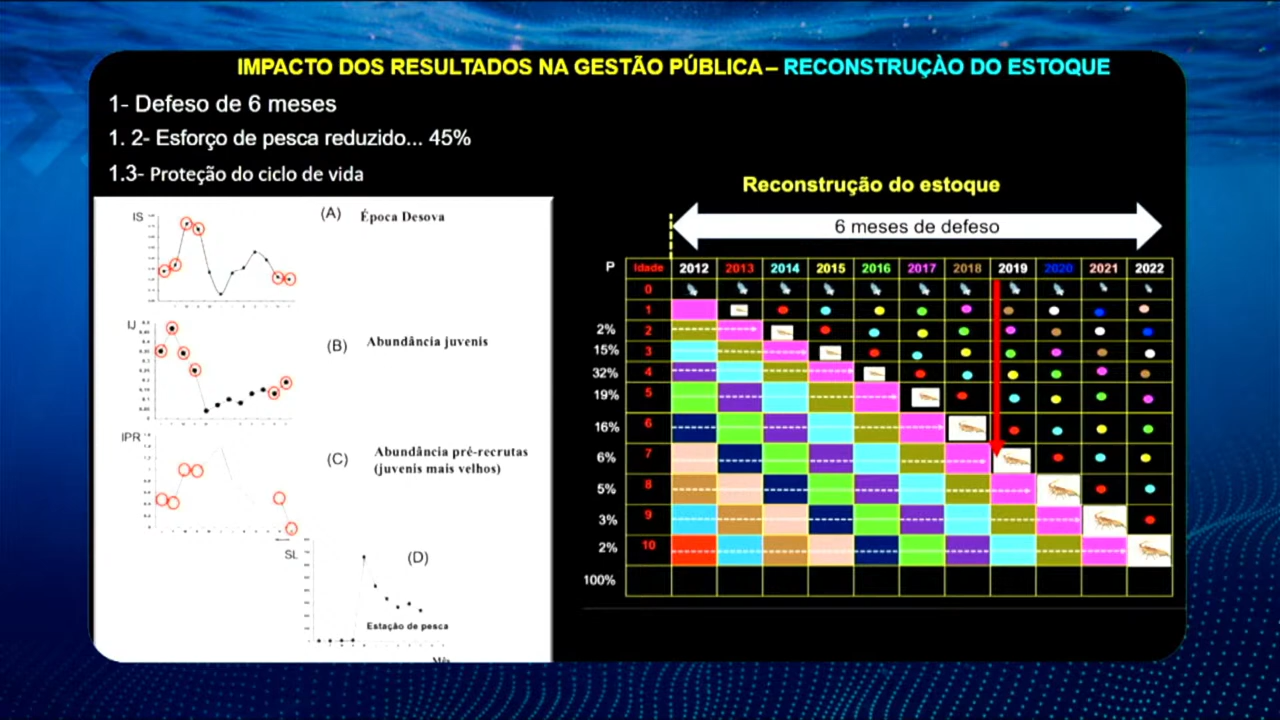 IMPACTO DOS RESULTADOS NA GESTÃO PÚBLICA – RECONSTRUÇÀO DO ESTOQUE
1- Defeso de 6 meses
1. 2- Esforço de pesca reduzido... 45%
1.3- Proteção do ciclo de vida
IS
(A) Época Desova
IJ
(B) Abundância juvenis
IPR
(C) Abundância pré-recrutas
(juvenis mais velhos)
SL
(D)
Estação de pesca
Reconstrução do estoque
6 meses de defeso
P Idade 2012 2013 2014 2015 2016 2017 2018 2019 2020 2021 2022
0
1
2% 2
15% 3
32% 4
19% 5
16% 6
6% 7
5% 8
3% 9
2% 10
100%